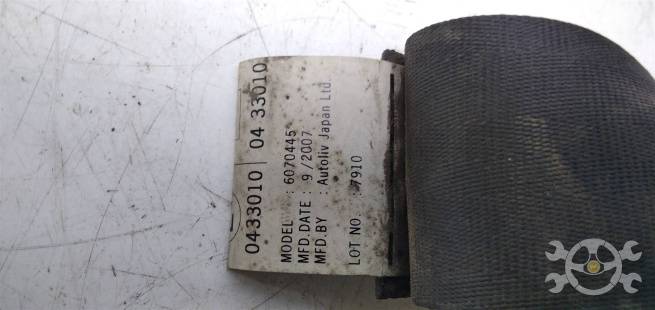 0433010 04 33010
MODEL : 6070445
MFD.DATE : 9/2007
MFD.BY : Autoliv Japan Ltd.
LOT NO. : 7910